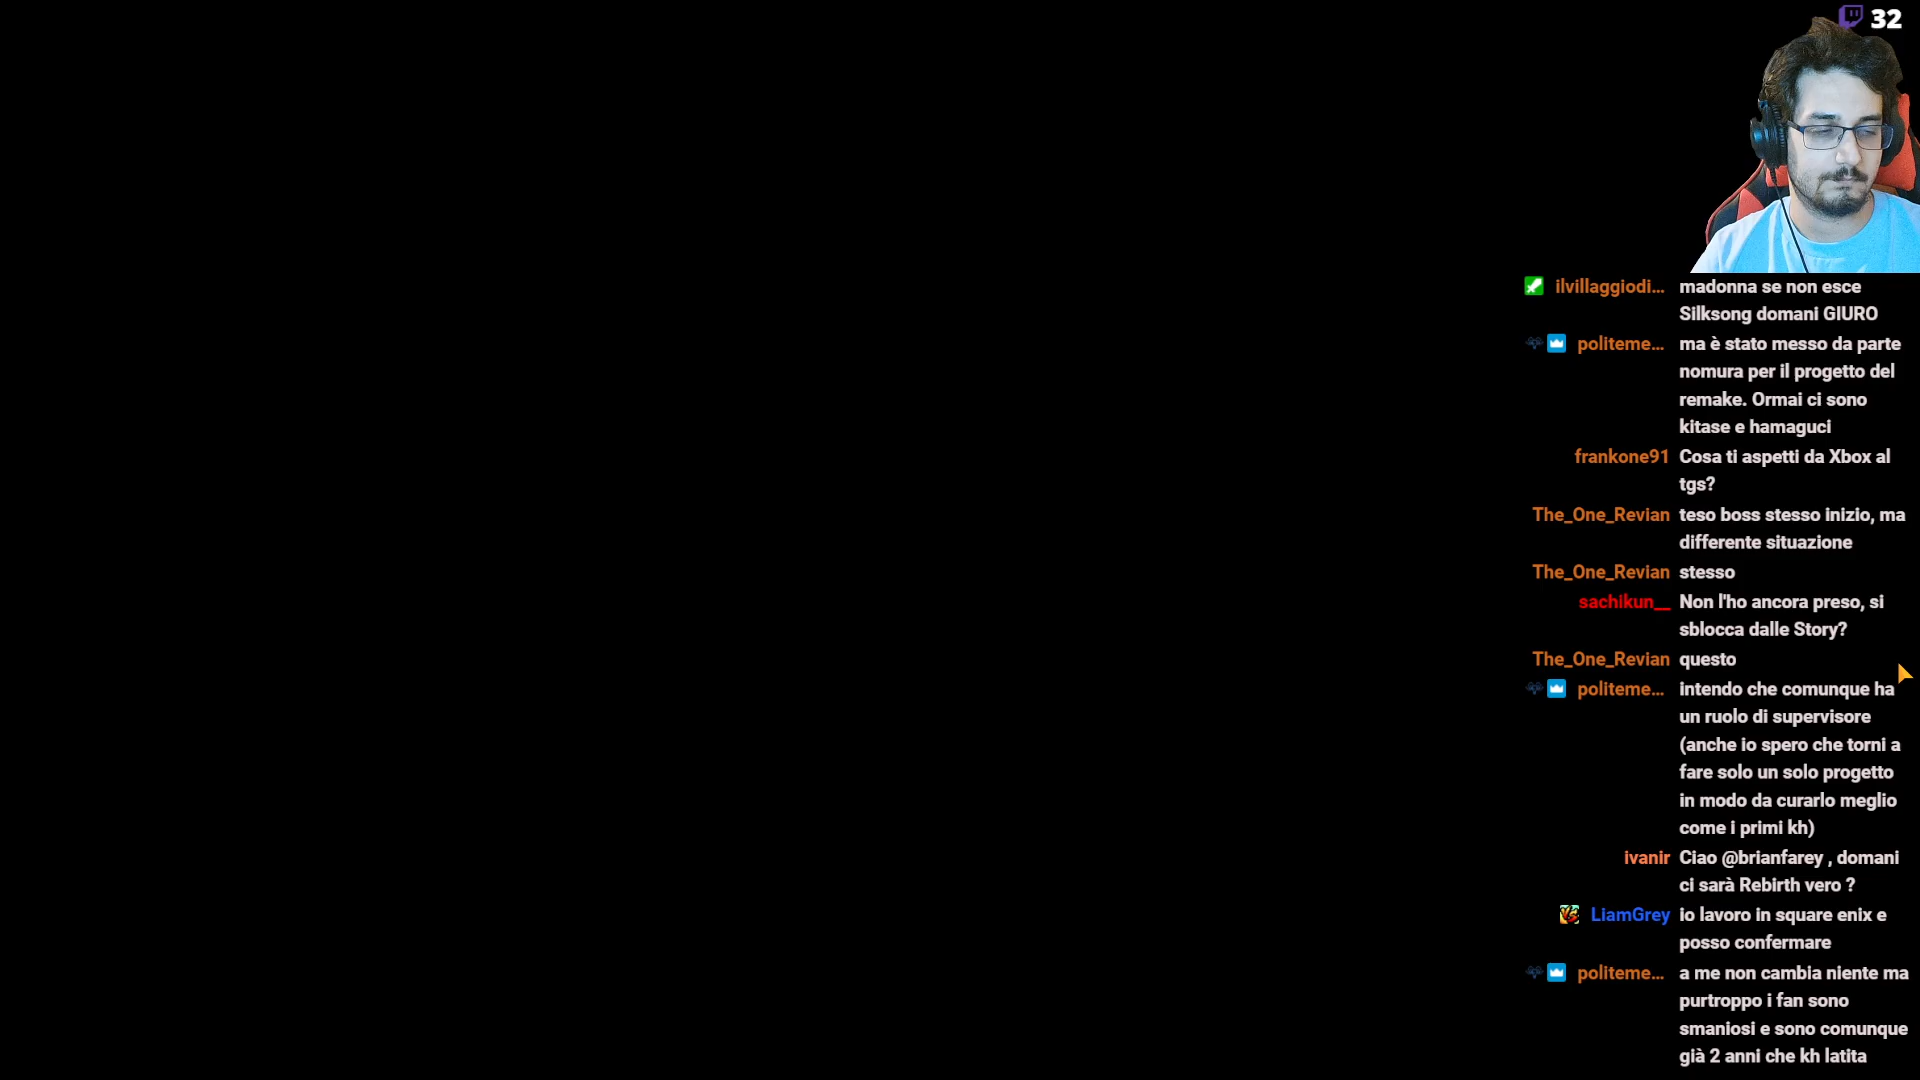 32
ilvillaggiodi... madonna se non esce
Silksong domani GIURO
politeme... ma è stato messo da parte
nomura per il progetto del
remake. Ormai ci sono
kitase e hamaguci
frankone91 Cosa ti aspetti da Xbox al
tgs?
The_One_Revian teso boss stesso inizio, ma
differente situazione
The_One_Revian stesso
sachikun__ Non l'ho ancora preso, si
sblocca dalle Story?
The_One_Revian questo
politeme... intendo che comunque ha
un ruolo di supervisore
(anche io spero che torni a
fare solo un solo progetto
in modo da curarlo meglio
come i primi kh)
ivanir Ciao @brianfarey , domani
ci sarà Rebirth vero ?
LiamGrey io lavoro in square enix e
posso confermare
politeme... a me non cambia niente ma
purtroppo i fan sono
smaniosi e sono comunque
già 2 anni che kh latita